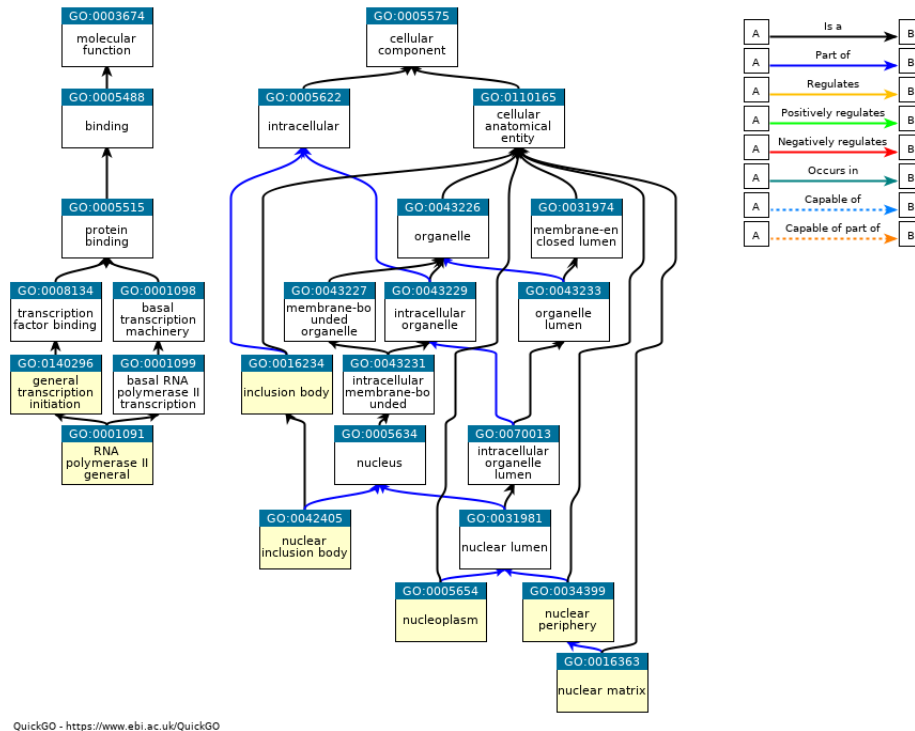 GO:0003674
molecular
function
GO:0005575
cellular
component
A
Is a
B
A
Part of
B
A
Regulates
B
A
Positively regulates
B
A
Negatively regulates
B
A
Occurs in
B
A
Capable of
B
A
Capable of part of
B
GO:0005488
binding
GO:0005622
intracellular
GO:0110165
cellular
anatomical
entity
GO:0005515
protein
binding
GO:0043226
organelle
GO:0031974
membrane-en
closed lumen
GO:0008134
transcription
factor binding
GO:0001098
basal
transcription
machinery
GO:0043227
membrane-bo
unded
organelle
GO:0043229
intracellular
organelle
GO:0043233
organelle
lumen
GO:0140296
general
transcription
initiation
GO:0001099
basal RNA
polymerase II
transcription
GO:0016234
inclusion body
GO:0043231
intracellular
membrane-bo
unded
GO:0001091
RNA
polymerase II
general
GO:0005634
nucleus
GO:0070013
intracellular
organelle
lumen
GO:0042405
nuclear
inclusion body
GO:0031981
nuclear lumen
GO:0005654
nucleoplasm
GO:0034399
nuclear
periphery
GO:0016363
nuclear matrix
QuickGO - https://www.ebi.ac.uk/QuickGO